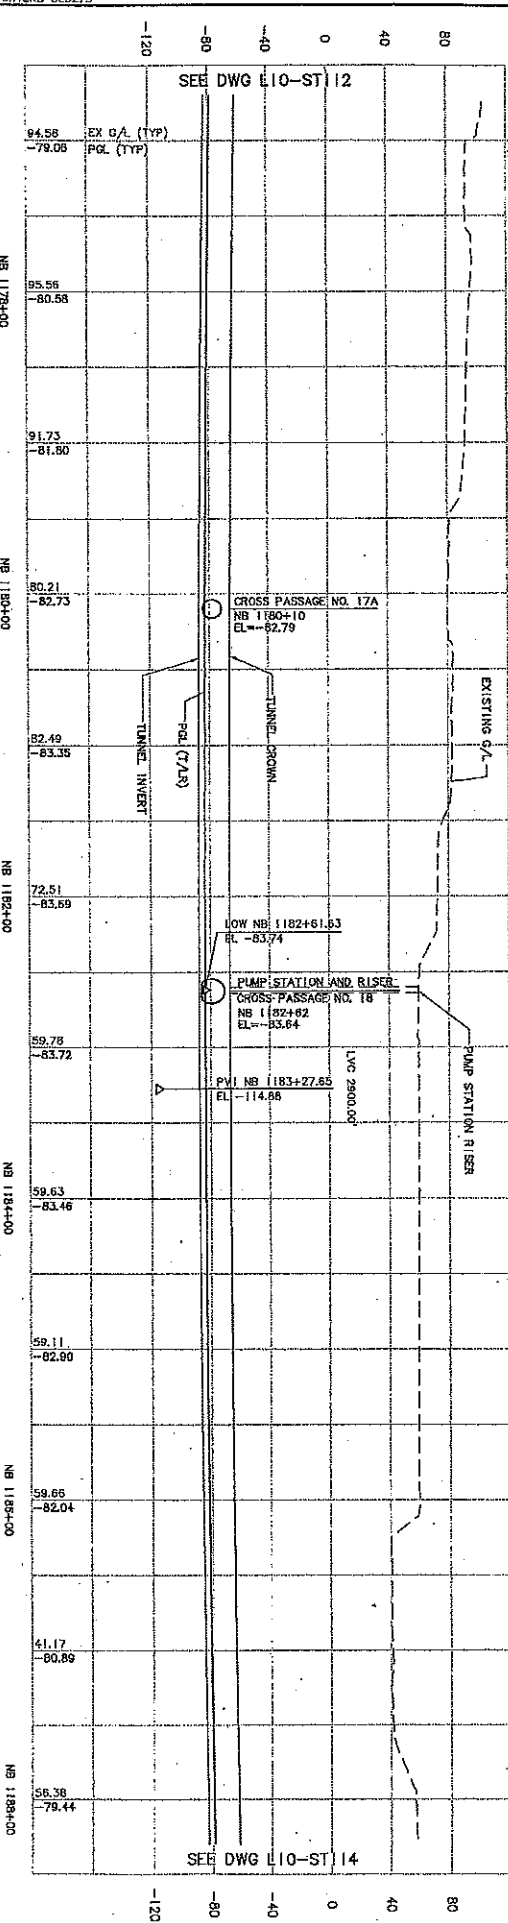 -120
-80
-40
0
40
80
SEE DWG L10-ST112
94.58 EX G/L (TYP)
-79.08 PGL (TYP)
95.56
-80.58
NB 1178+00
91.73
-81.80
80.21
-82.73
NB 1180+00
CROSS PASSAGE NO. 17A
NB 1180+10
EL=-82.79
TUNNEL INVERT
PGL (T/LR)
TUNNEL CROWN
EXISTING G/L
82.49
-83.35
72.51
-83.59
NB 1182+00
LOW NB 1182+61.63
EL -83.74
PUMP STATION AND RISER
CROSS-PASSAGE NO. 18
NB 1182+62
EL=-83.64
PUMP STATION RISER
59.78
-83.72
PVI NB 1183+27.65
EL -114.88
LVC 2900.00'
59.63
-83.46
NB 1184+00
59.11
-82.90
59.66
-82.04
NB 1186+00
41.17
-80.89
56.38
-79.44
NB 1188+00
SEE DWG L10-ST114
-120
-80
-40
0
40
80